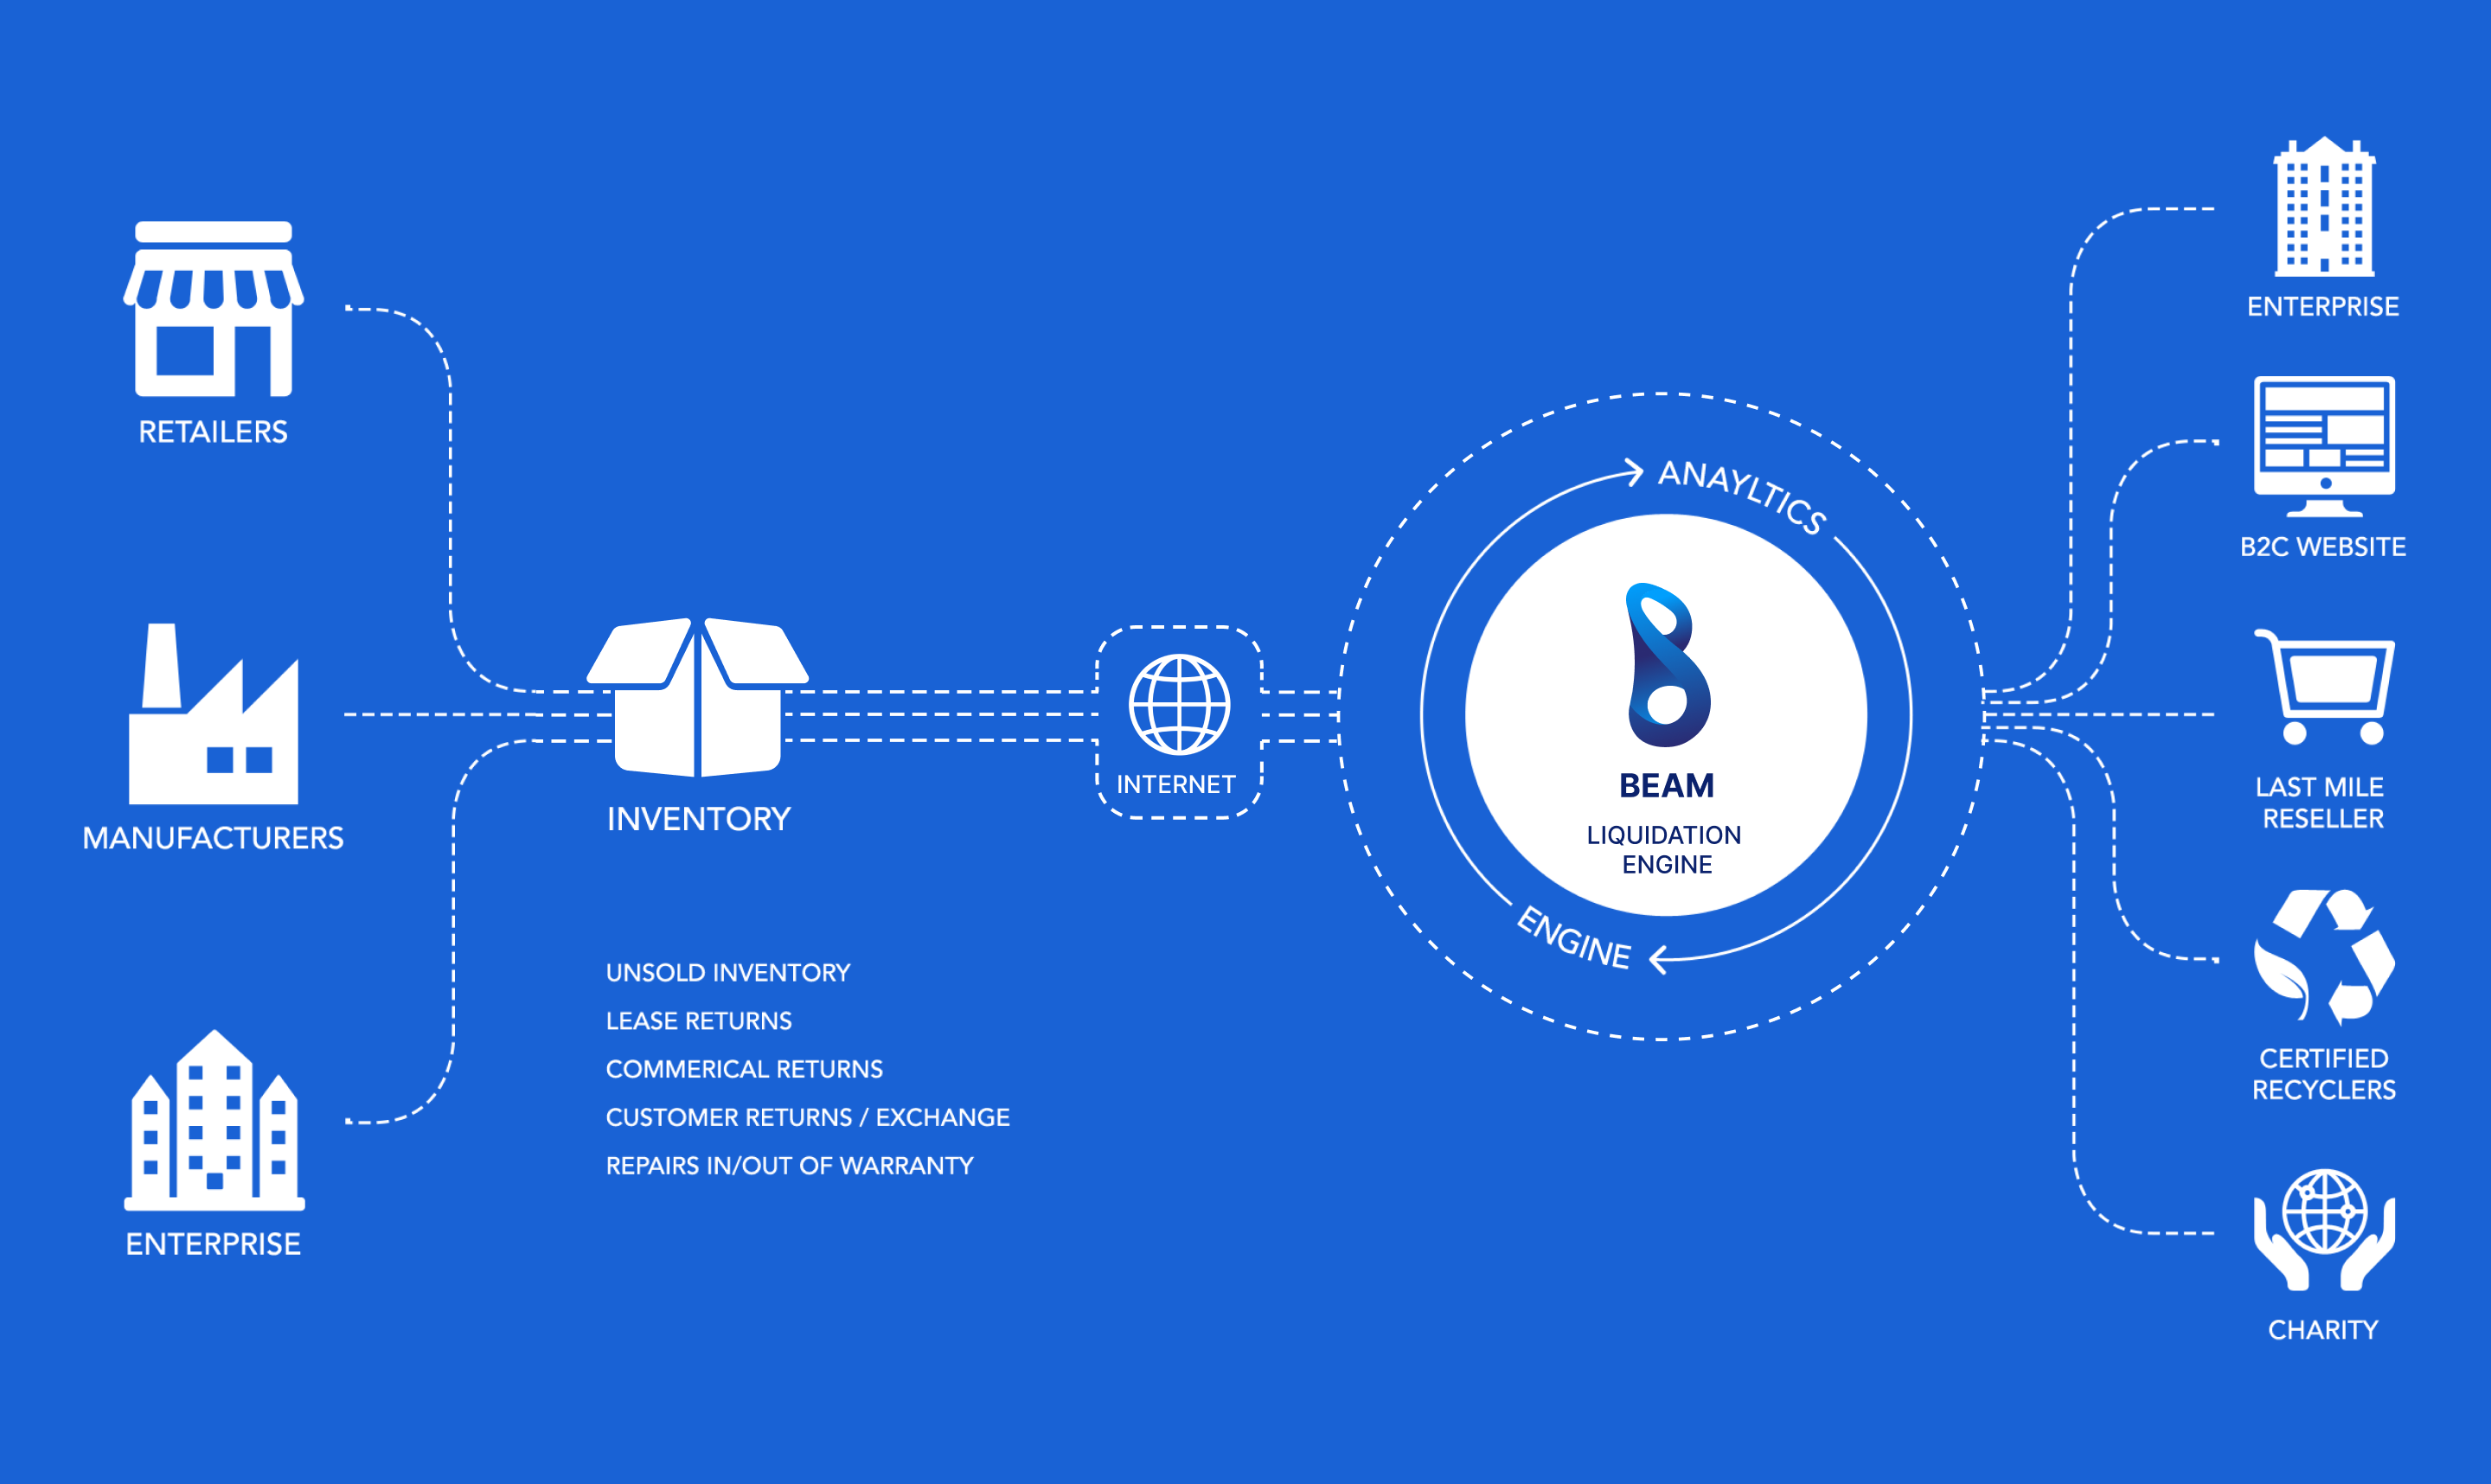 RETAILERS
MANUFACTURERS
ENTERPRISE
INVENTORY
UNSOLD INVENTORY
LEASE RETURNS
COMMERICAL RETURNS
CUSTOMER RETURNS / EXCHANGE
REPAIRS IN/OUT OF WARRANTY
INTERNET
ANAYLTICS
BEAM
LIQUIDATION
ENGINE
ENGINE
ENTERPRISE
B2C WEBSITE
LAST MILE
RESELLER
CERTIFIED
RECYCLERS
CHARITY